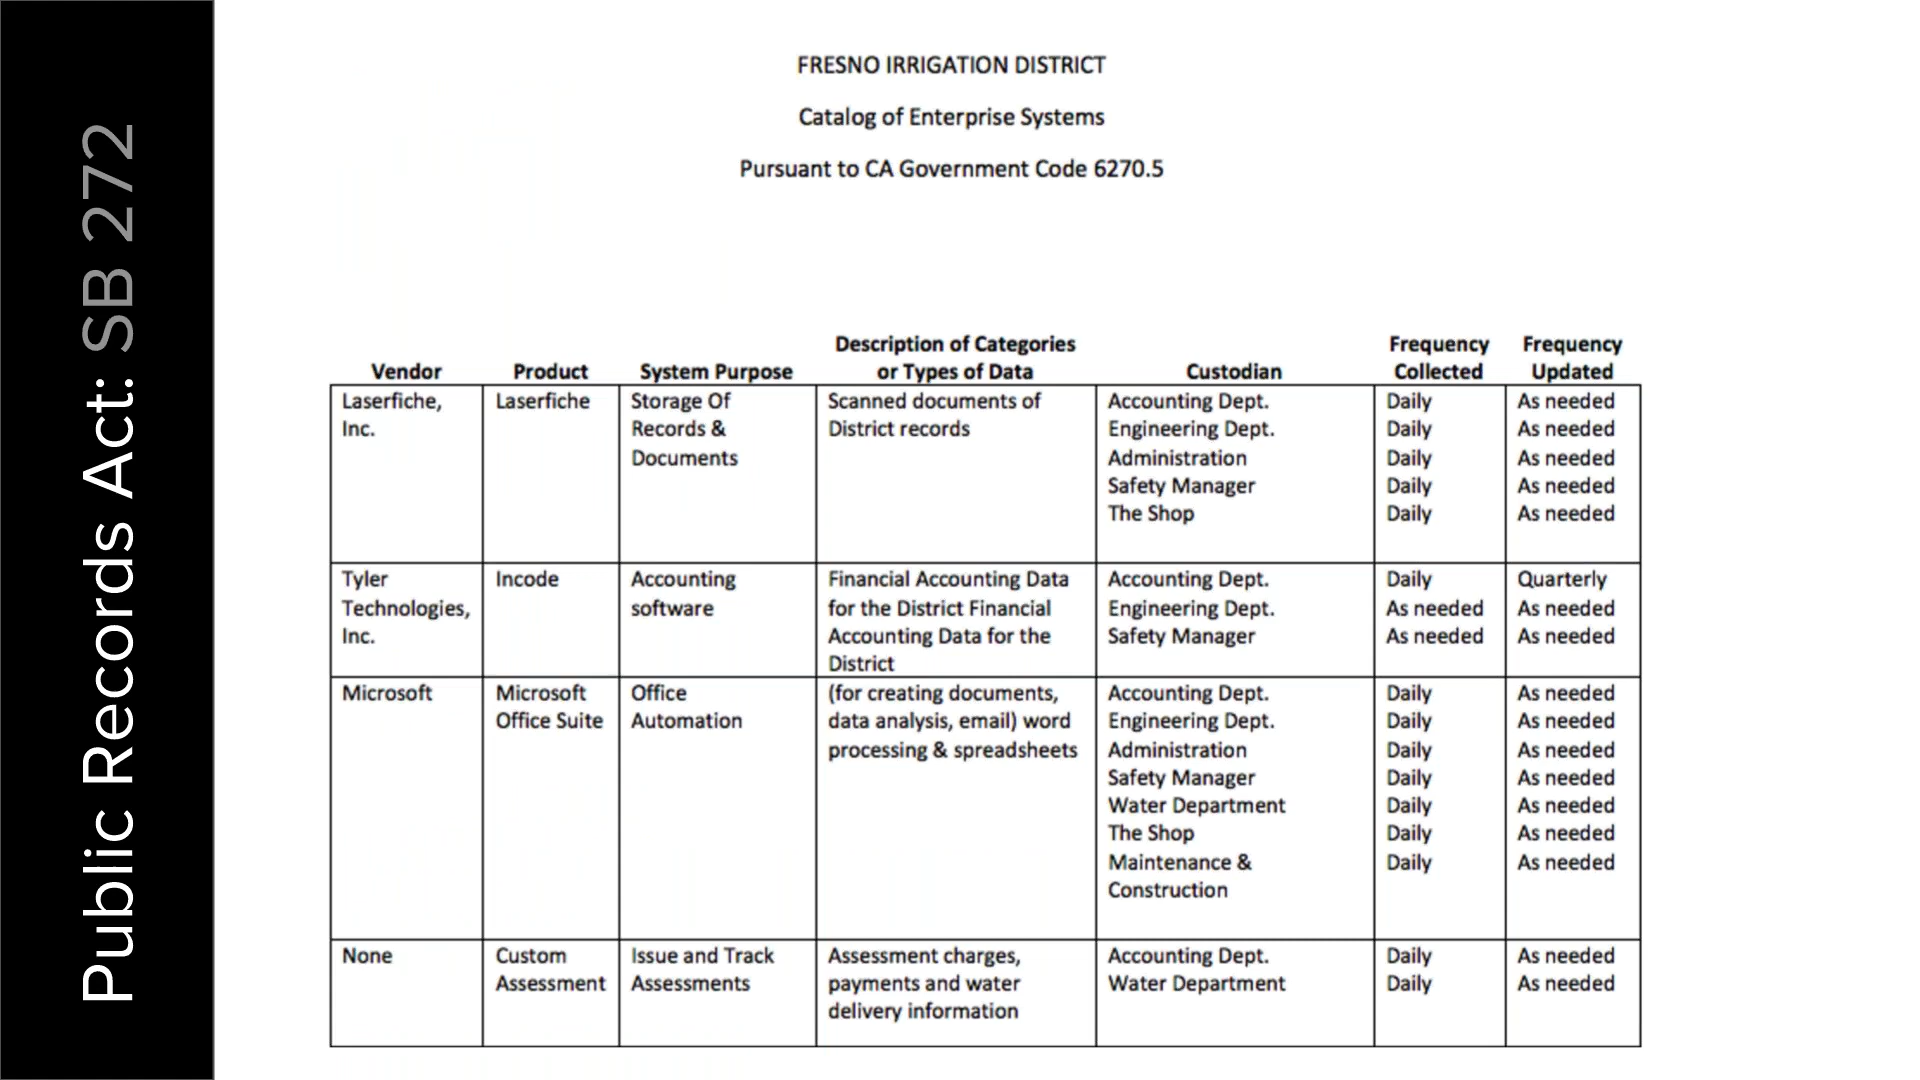 Public Records Act: SB 272
FRESNO IRRIGATION DISTRICT
Catalog of Enterprise Systems
Pursuant to CA Government Code 6270.5
Vendor Product System Purpose Description of Categories or Types of Data Custodian Frequency Collected Frequency Updated
Laserfiche, Laserfiche Storage Of Scanned documents of Accounting Dept. Daily As needed
Inc. Records & District records Engineering Dept. Daily As needed
Documents Administration Daily As needed
Safety Manager Daily As needed
The Shop Daily As needed
Tyler Incode Accounting Financial Accounting Data Accounting Dept. Daily Quarterly
Technologies, software for the District Financial Engineering Dept. As needed As needed
Inc. Accounting Data for the Safety Manager As needed As needed
District
Microsoft Microsoft Office (for creating documents, Accounting Dept. Daily As needed
Office Suite Automation data analysis, email) word Engineering Dept. Daily As needed
processing & spreadsheets Administration Daily As needed
Safety Manager Daily As needed
Water Department Daily As needed
The Shop Daily As needed
Maintenance & Daily As needed
Construction
None Custom Issue and Track Assessment charges, Accounting Dept. Daily As needed
Assessment Assessments payments and water Water Department Daily As needed
delivery information